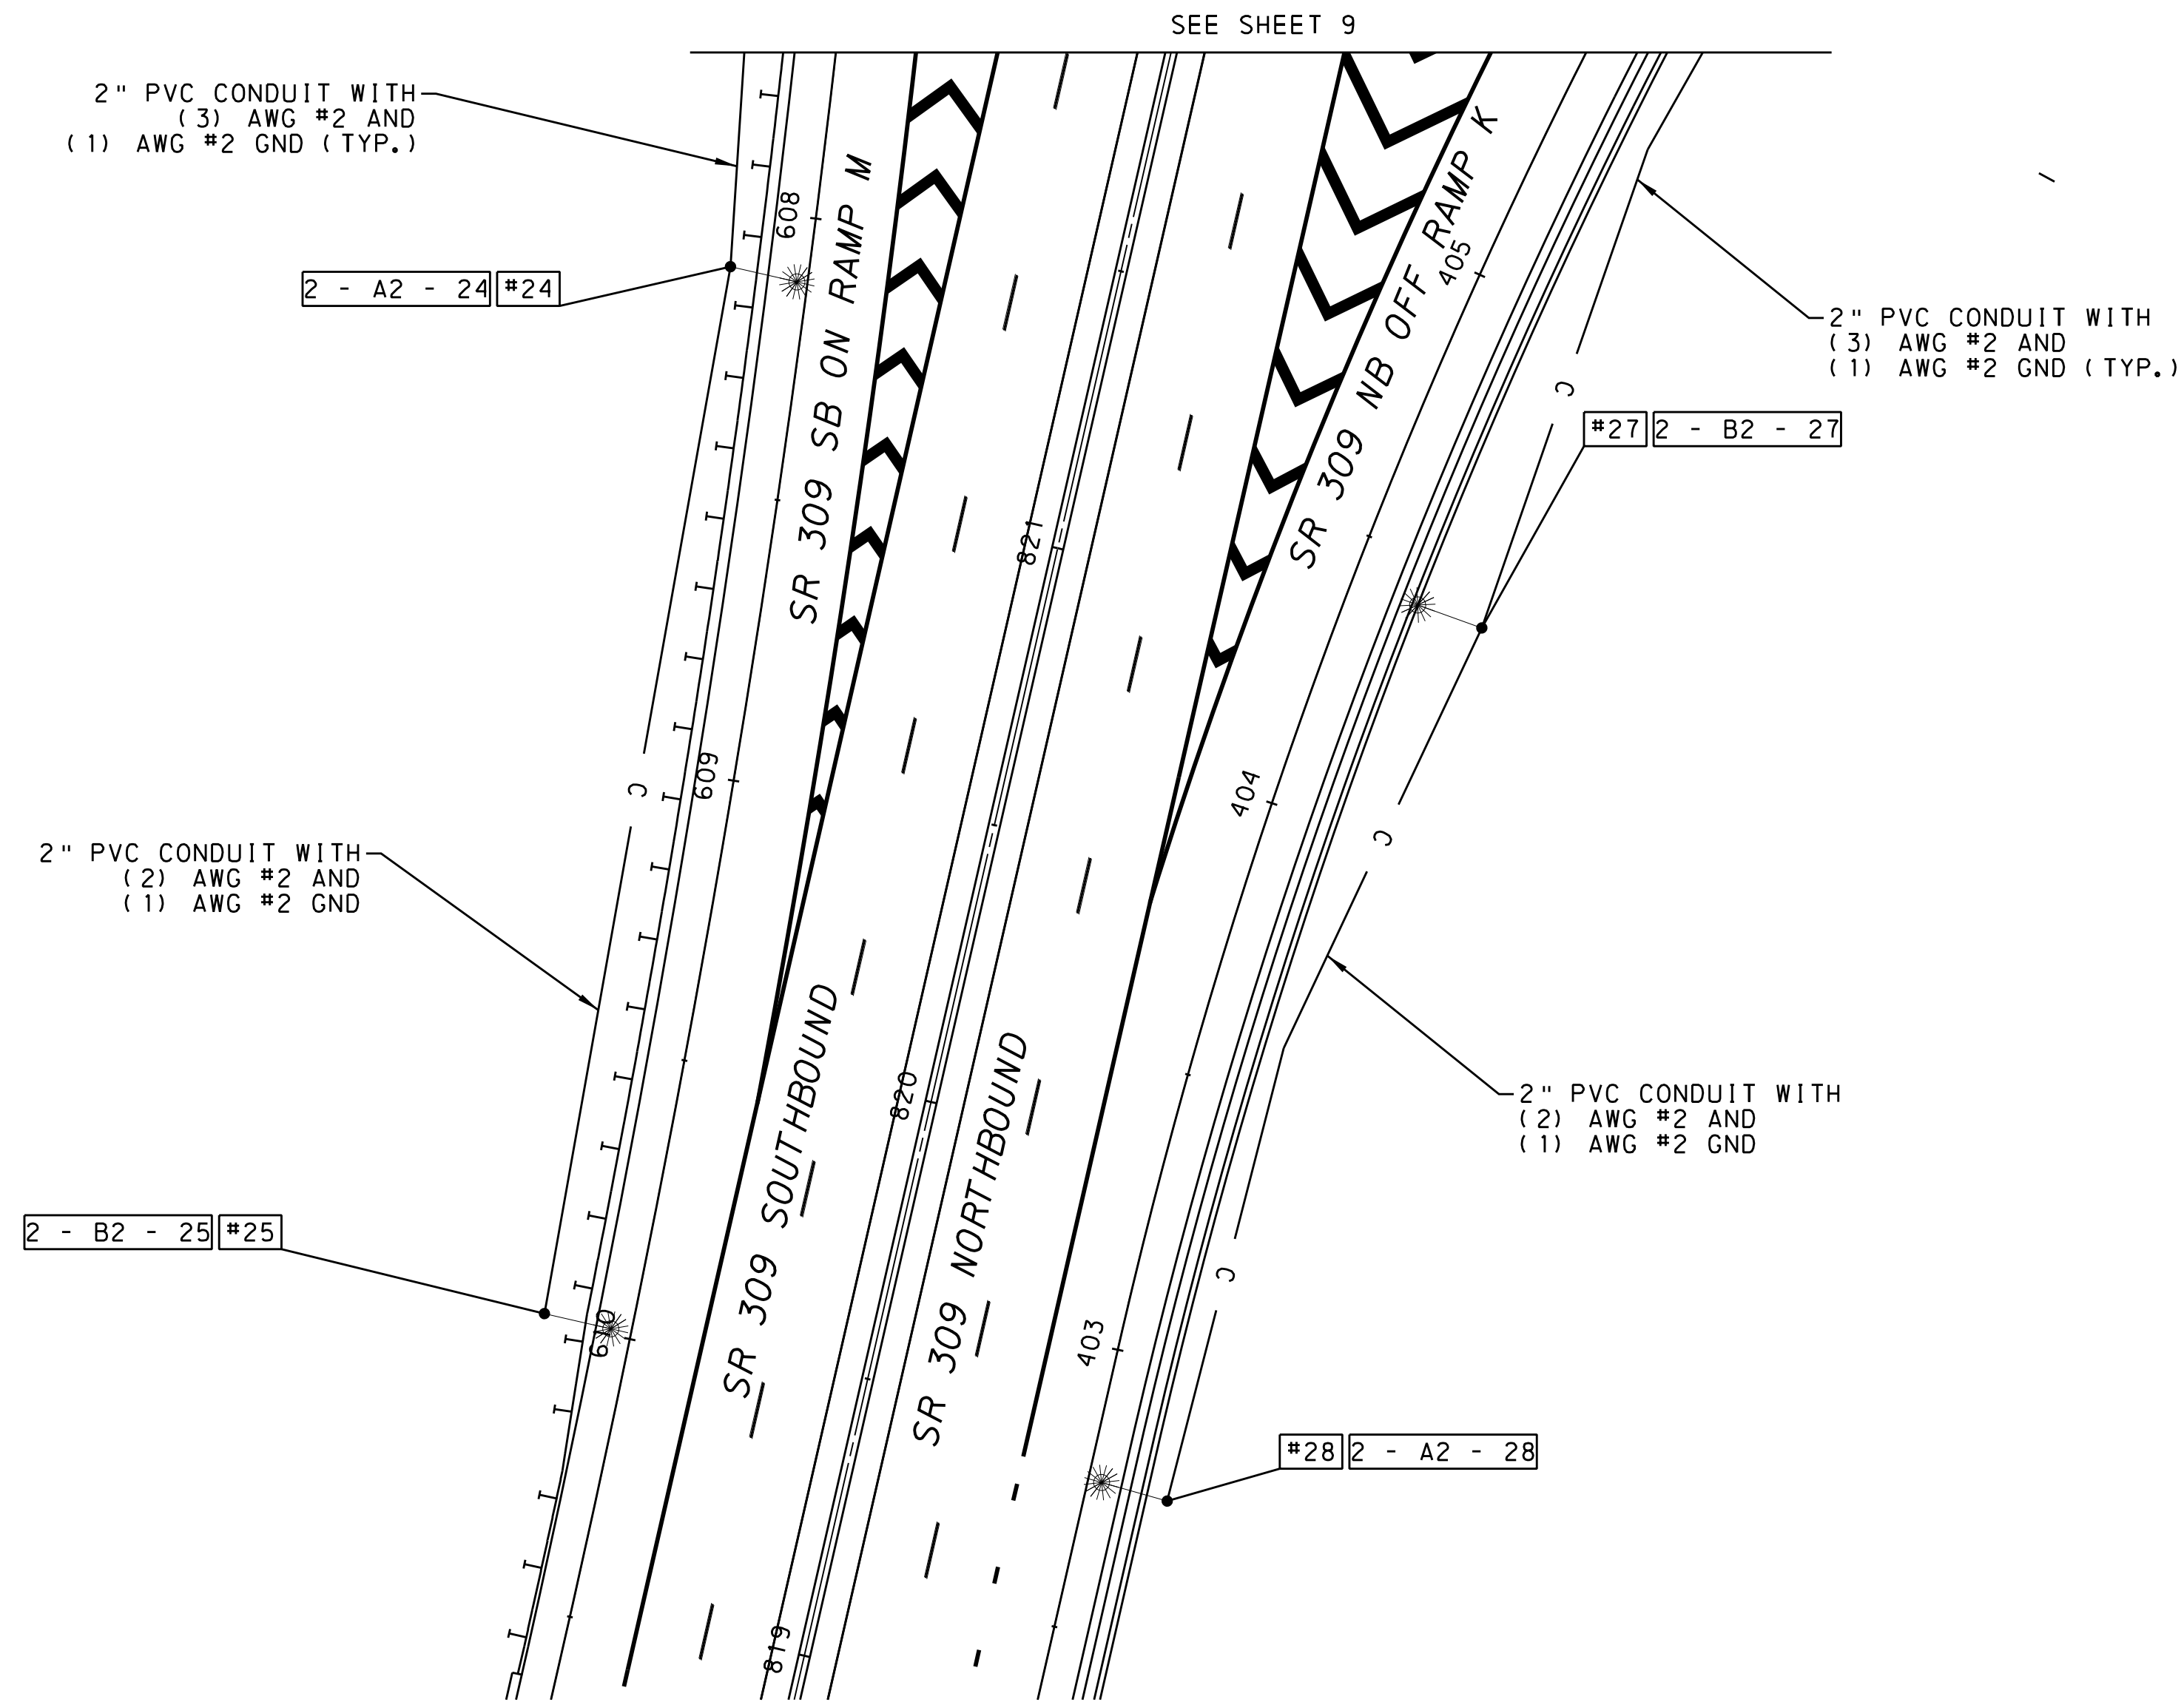 SEE SHEET 9
2" PVC CONDUIT WITH
(3) AWG #2 AND
(1) AWG #2 GND (TYP.)
2 - A2 - 24 #24
608
SR 309 SB ON RAMP M
SR 309 NB OFF RAMP K
405
2" PVC CONDUIT WITH
(3) AWG #2 AND
(1) AWG #2 GND (TYP.)
C
#27 2 - B2 - 27
821
609
C
404
C
2" PVC CONDUIT WITH
(2) AWG #2 AND
(1) AWG #2 GND
SR 309 SOUTHBOUND
820
SR 309 NORTHBOUND
2" PVC CONDUIT WITH
(2) AWG #2 AND
(1) AWG #2 GND
2 - B2 - 25 #25
C
610
403
#28 2 - A2 - 28
819